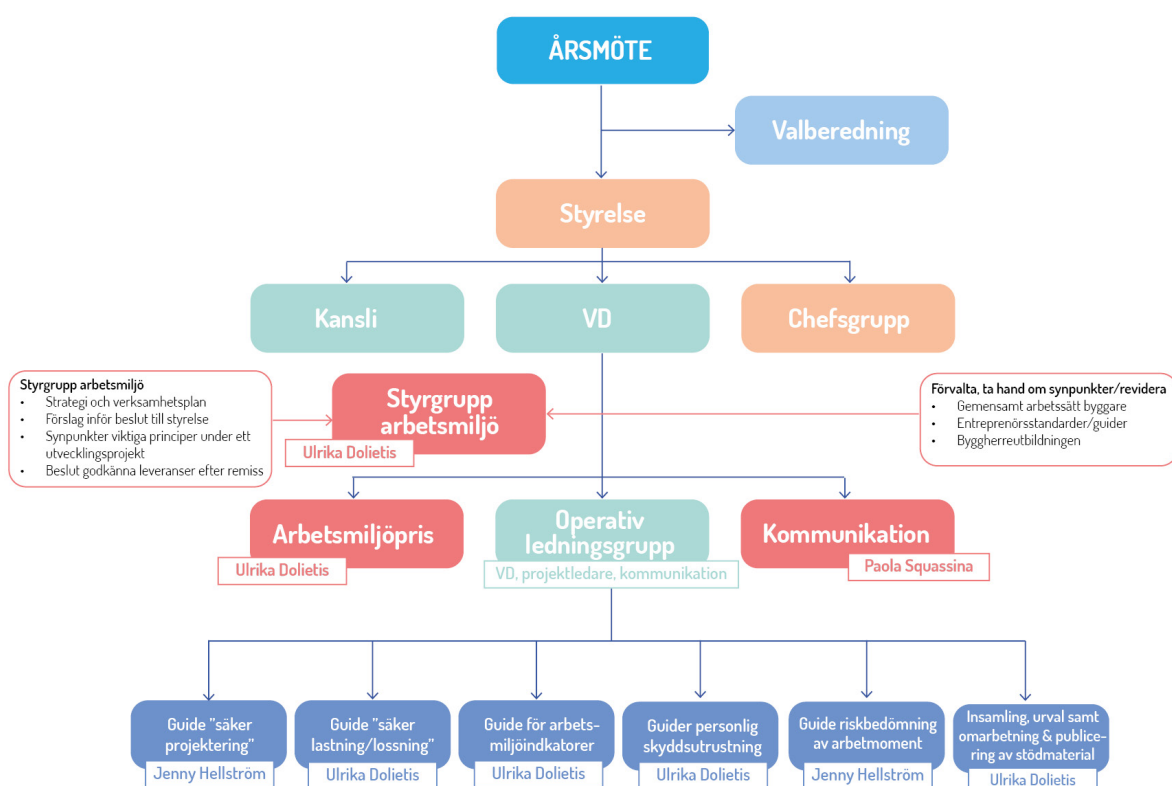 ÅRSMÖTE
Valberedning
Styrelse
Kansli
VD
Chefsgrupp
Styrgrupp arbetsmiljö
• Strategi och verksamhetsplan
• Förslag inför beslut till styrelse
• Synpunkter viktiga principer under ett
utvecklingsprojekt
• Beslut godkänna leveranser efter remiss
Styrgrupp
arbetsmiljö
Ulrika Dolietis
Förvalta, ta hand om synpunkter/revidera
• Gemensamt arbetssätt byggare
• Entreprenörsstandarder/guider
• Byggherreutbildningen
Arbetsmiljöpris
Ulrika Dolietis
Operativ
ledningsgrupp
VD, projektledare, kommunikation
Kommunikation
Paola Squassina
Guide ”säker
projektering”
Jenny Hellström
Guide ”säker
lastning/lossning”
Ulrika Dolietis
Guide för arbets-
miljöindikatorer
Ulrika Dolietis
Guider personlig
skyddsutrustning
Ulrika Dolietis
Guide riskbedömning
av arbetmoment
Jenny Hellström
Insamling, urval samt
omarbetning & publice-
ring av stödmaterial
Ulrika Dolietis